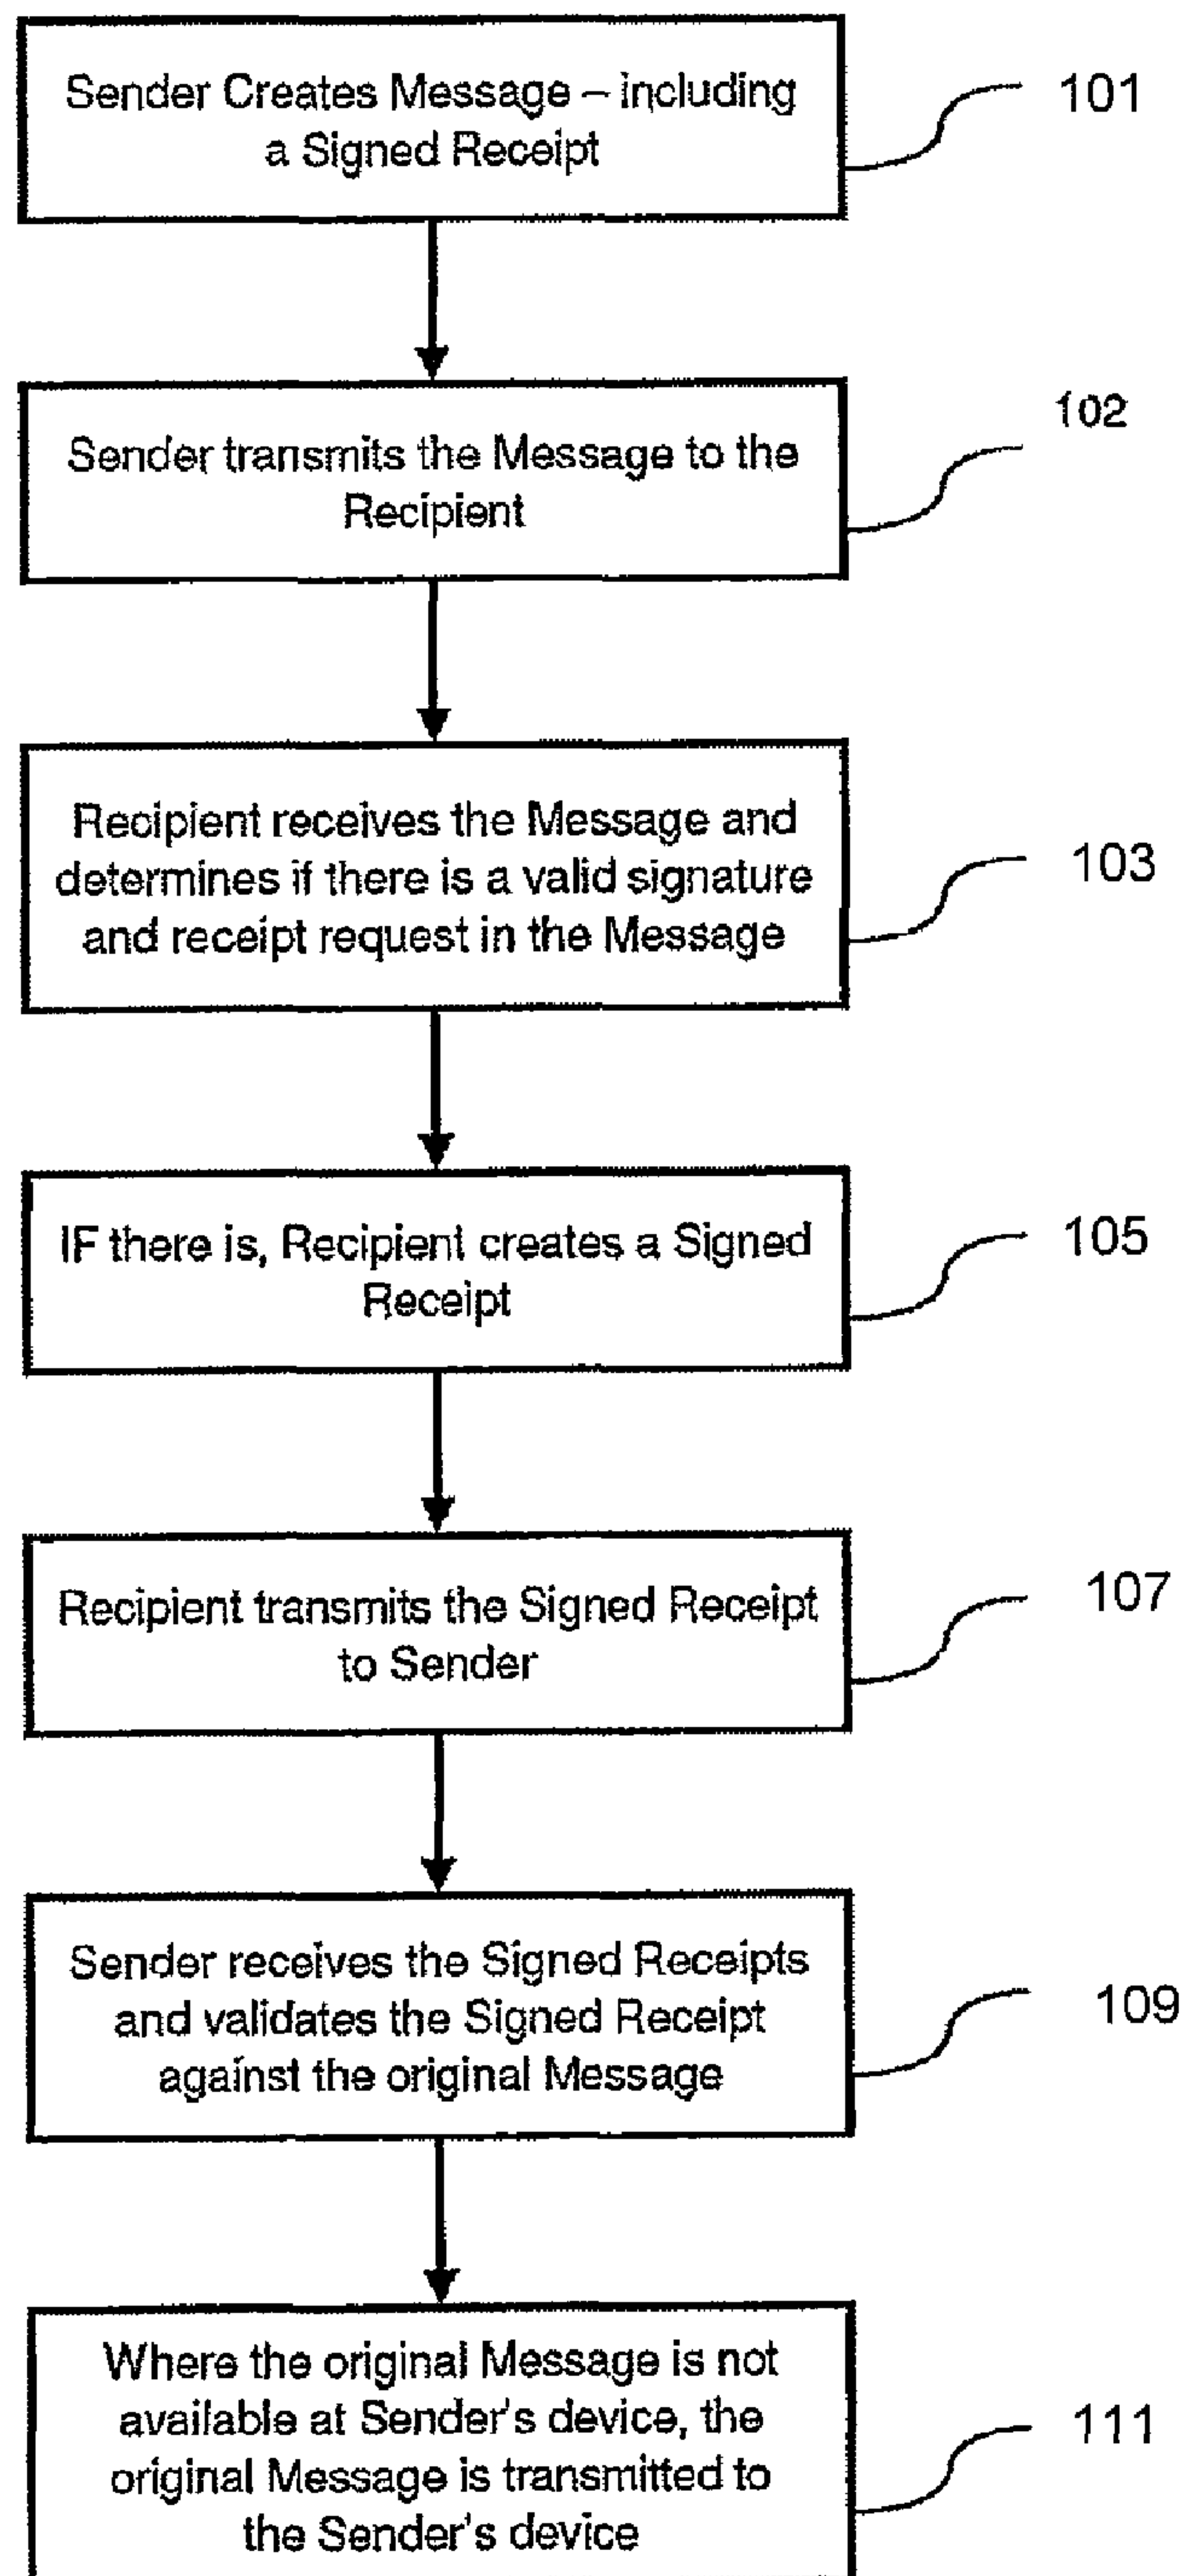 Sender Creates Message – including
a Signed Receipt
101
Sender transmits the Message to the
Recipient
102
Recipient receives the Message and
determines if there is a valid signature
and receipt request in the Message
103
IF there is, Recipient creates a Signed
Receipt
105
Recipient transmits the Signed Receipt
to Sender
107
Sender receives the Signed Receipts
and validates the Signed Receipt
against the original Message
109
Where the original Message is not
available at Sender's device, the
original Message is transmitted to
the Sender's device
111